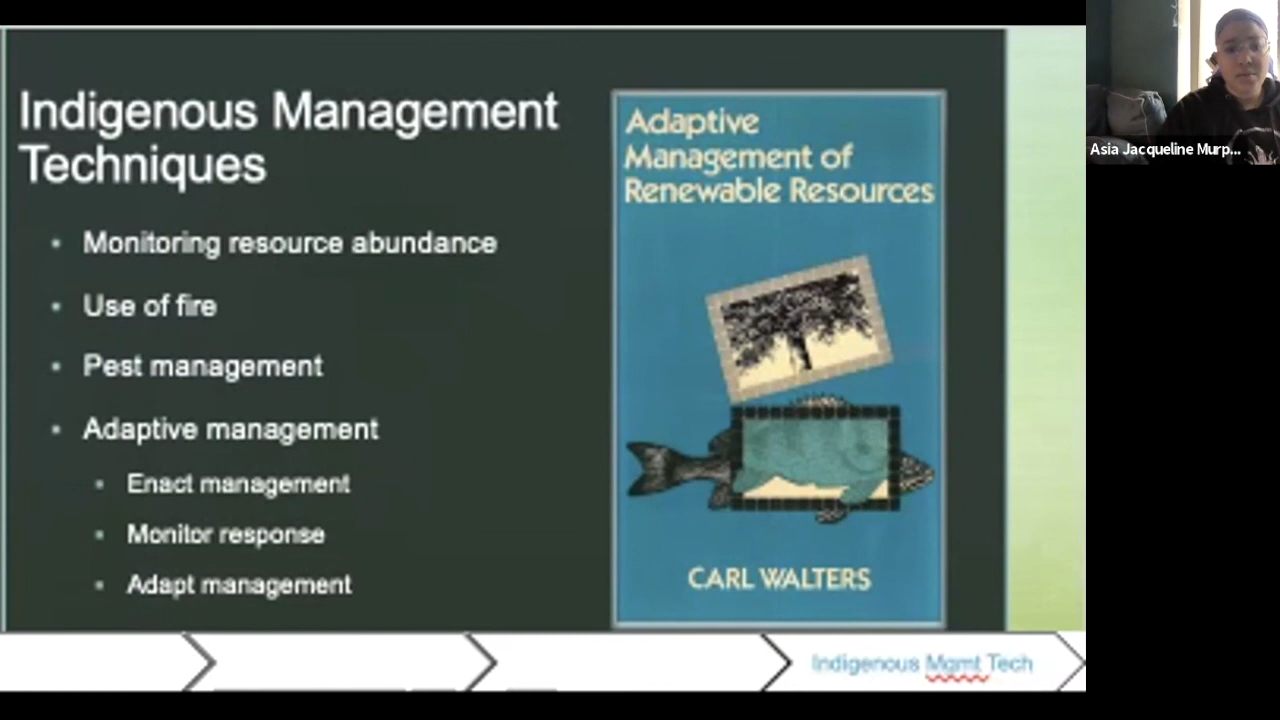 Indigenous Management
Techniques
• Monitoring resource abundance
• Use of fire
• Pest management
• Adaptive management
• Enact management
• Monitor response
• Adapt management
Adaptive
Management of
Renewable Resources
CARL WALTERS
Indigenous Mgmt Tech
Asia Jacqueline Murp...